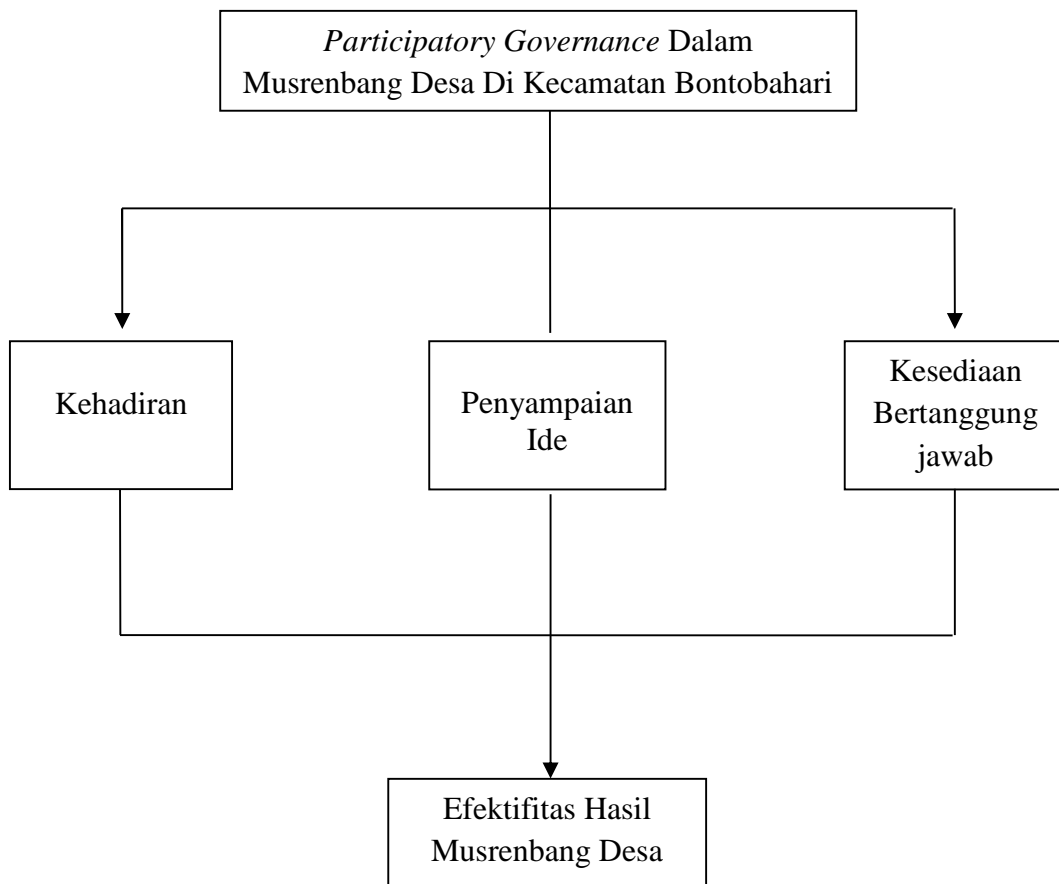 Participatory Governance Dalam
Musrenbang Desa Di Kecamatan Bontobahari
Kehadiran
Penyampaian
Ide
Kesediaan
Bertanggung
jawab
Efektifitas Hasil
Musrenbang Desa